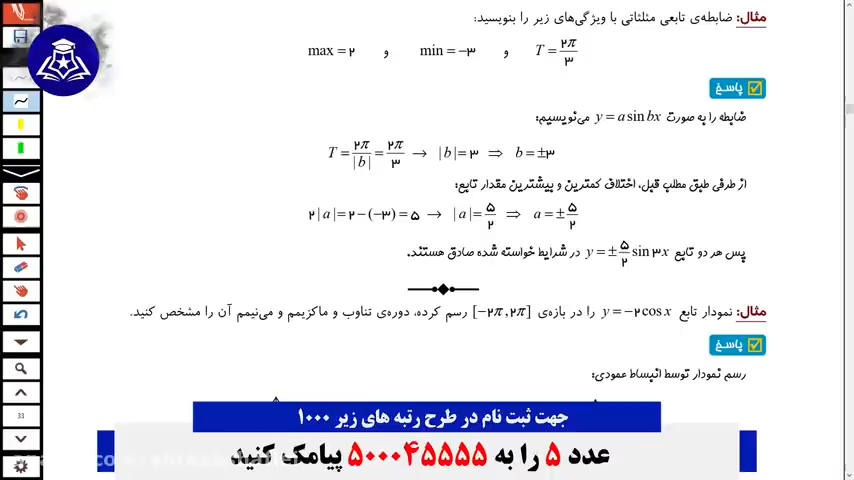 مثال: ضابطه‌ی تابعی مثلثاتی با ویژگی‌های زیر را بنویسید:
T = ۲π/۳ و min = −۳ و max = ۲
پاسخ
ضابطه را به صورت y = a sin bx می‌نویسیم:
T = ۲π/|b| = ۲π/۳ → |b| = ۳ ⇒ b = ±۳
از طرفی طبق مطلب قبل، اختلاف کمترین و بیشترین مقدار تابع:
۲|a| = ۲ − (−۳) = ۵ → |a| = ۵/۲ ⇒ a = ±۵/۲
پس هر دو تابع y = ±۵/۲ sin ۳x در شرایط خواسته شده صادق هستند.
مثال: نمودار تابع y = −۲cos x را در بازه‌ی [−۲π, ۲π] رسم کرده، دوره‌ی تناوب و ماکزیمم و می‌نیمم آن را مشخص کنید.
پاسخ
رسم نمودار توسط انبساط عمودی:
33
جهت ثبت نام در طرح رتبه های زیر ۱۰۰۰
عدد ۵ را به ۵۰۰۰۴۵۵۵۵ پیامک کنید